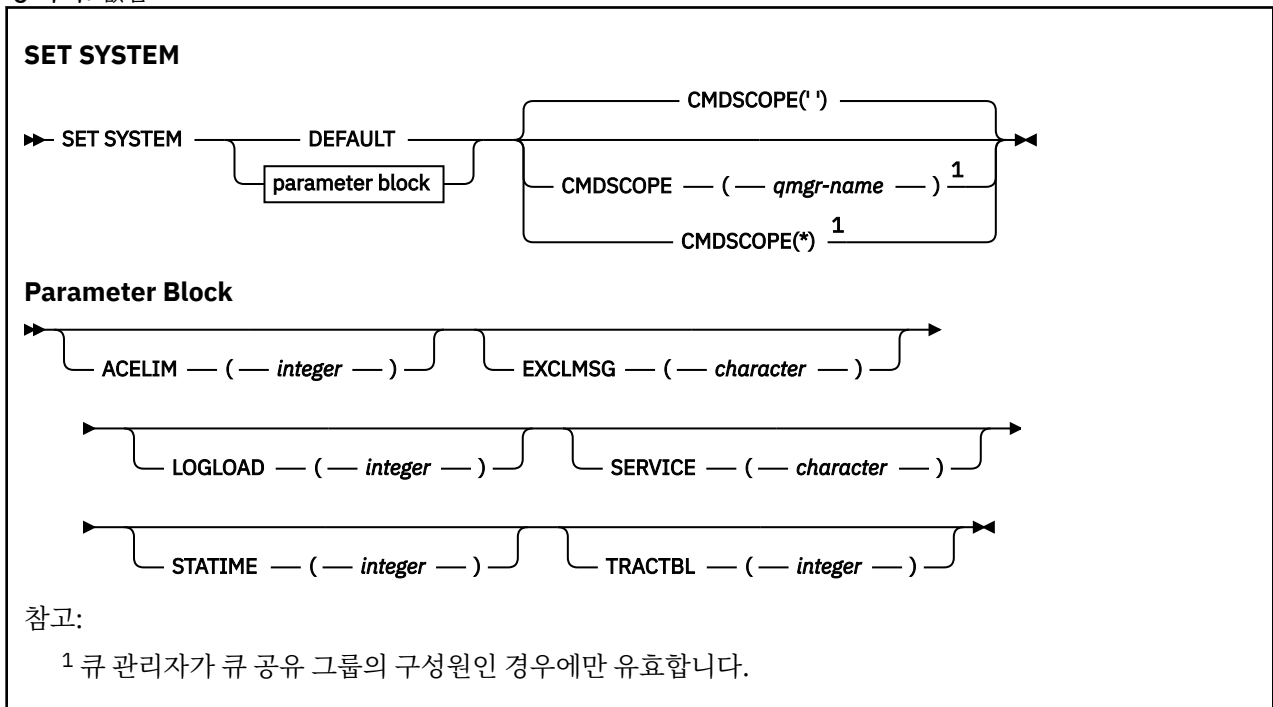 SET SYSTEM
CMDSCOPE(' ')
SET SYSTEM DEFAULT
parameter block
CMDSCOPE ( qmgr-name ) 1
CMDSCOPE(*) 1
Parameter Block
ACELIM ( integer ) EXCLMSG ( character )
LOGLOAD ( integer ) SERVICE ( character )
STATIME ( integer ) TRACTBL ( integer )
참고:
1 큐 관리자가 큐 공유 그룹의 구성원인 경우에만 유효합니다.